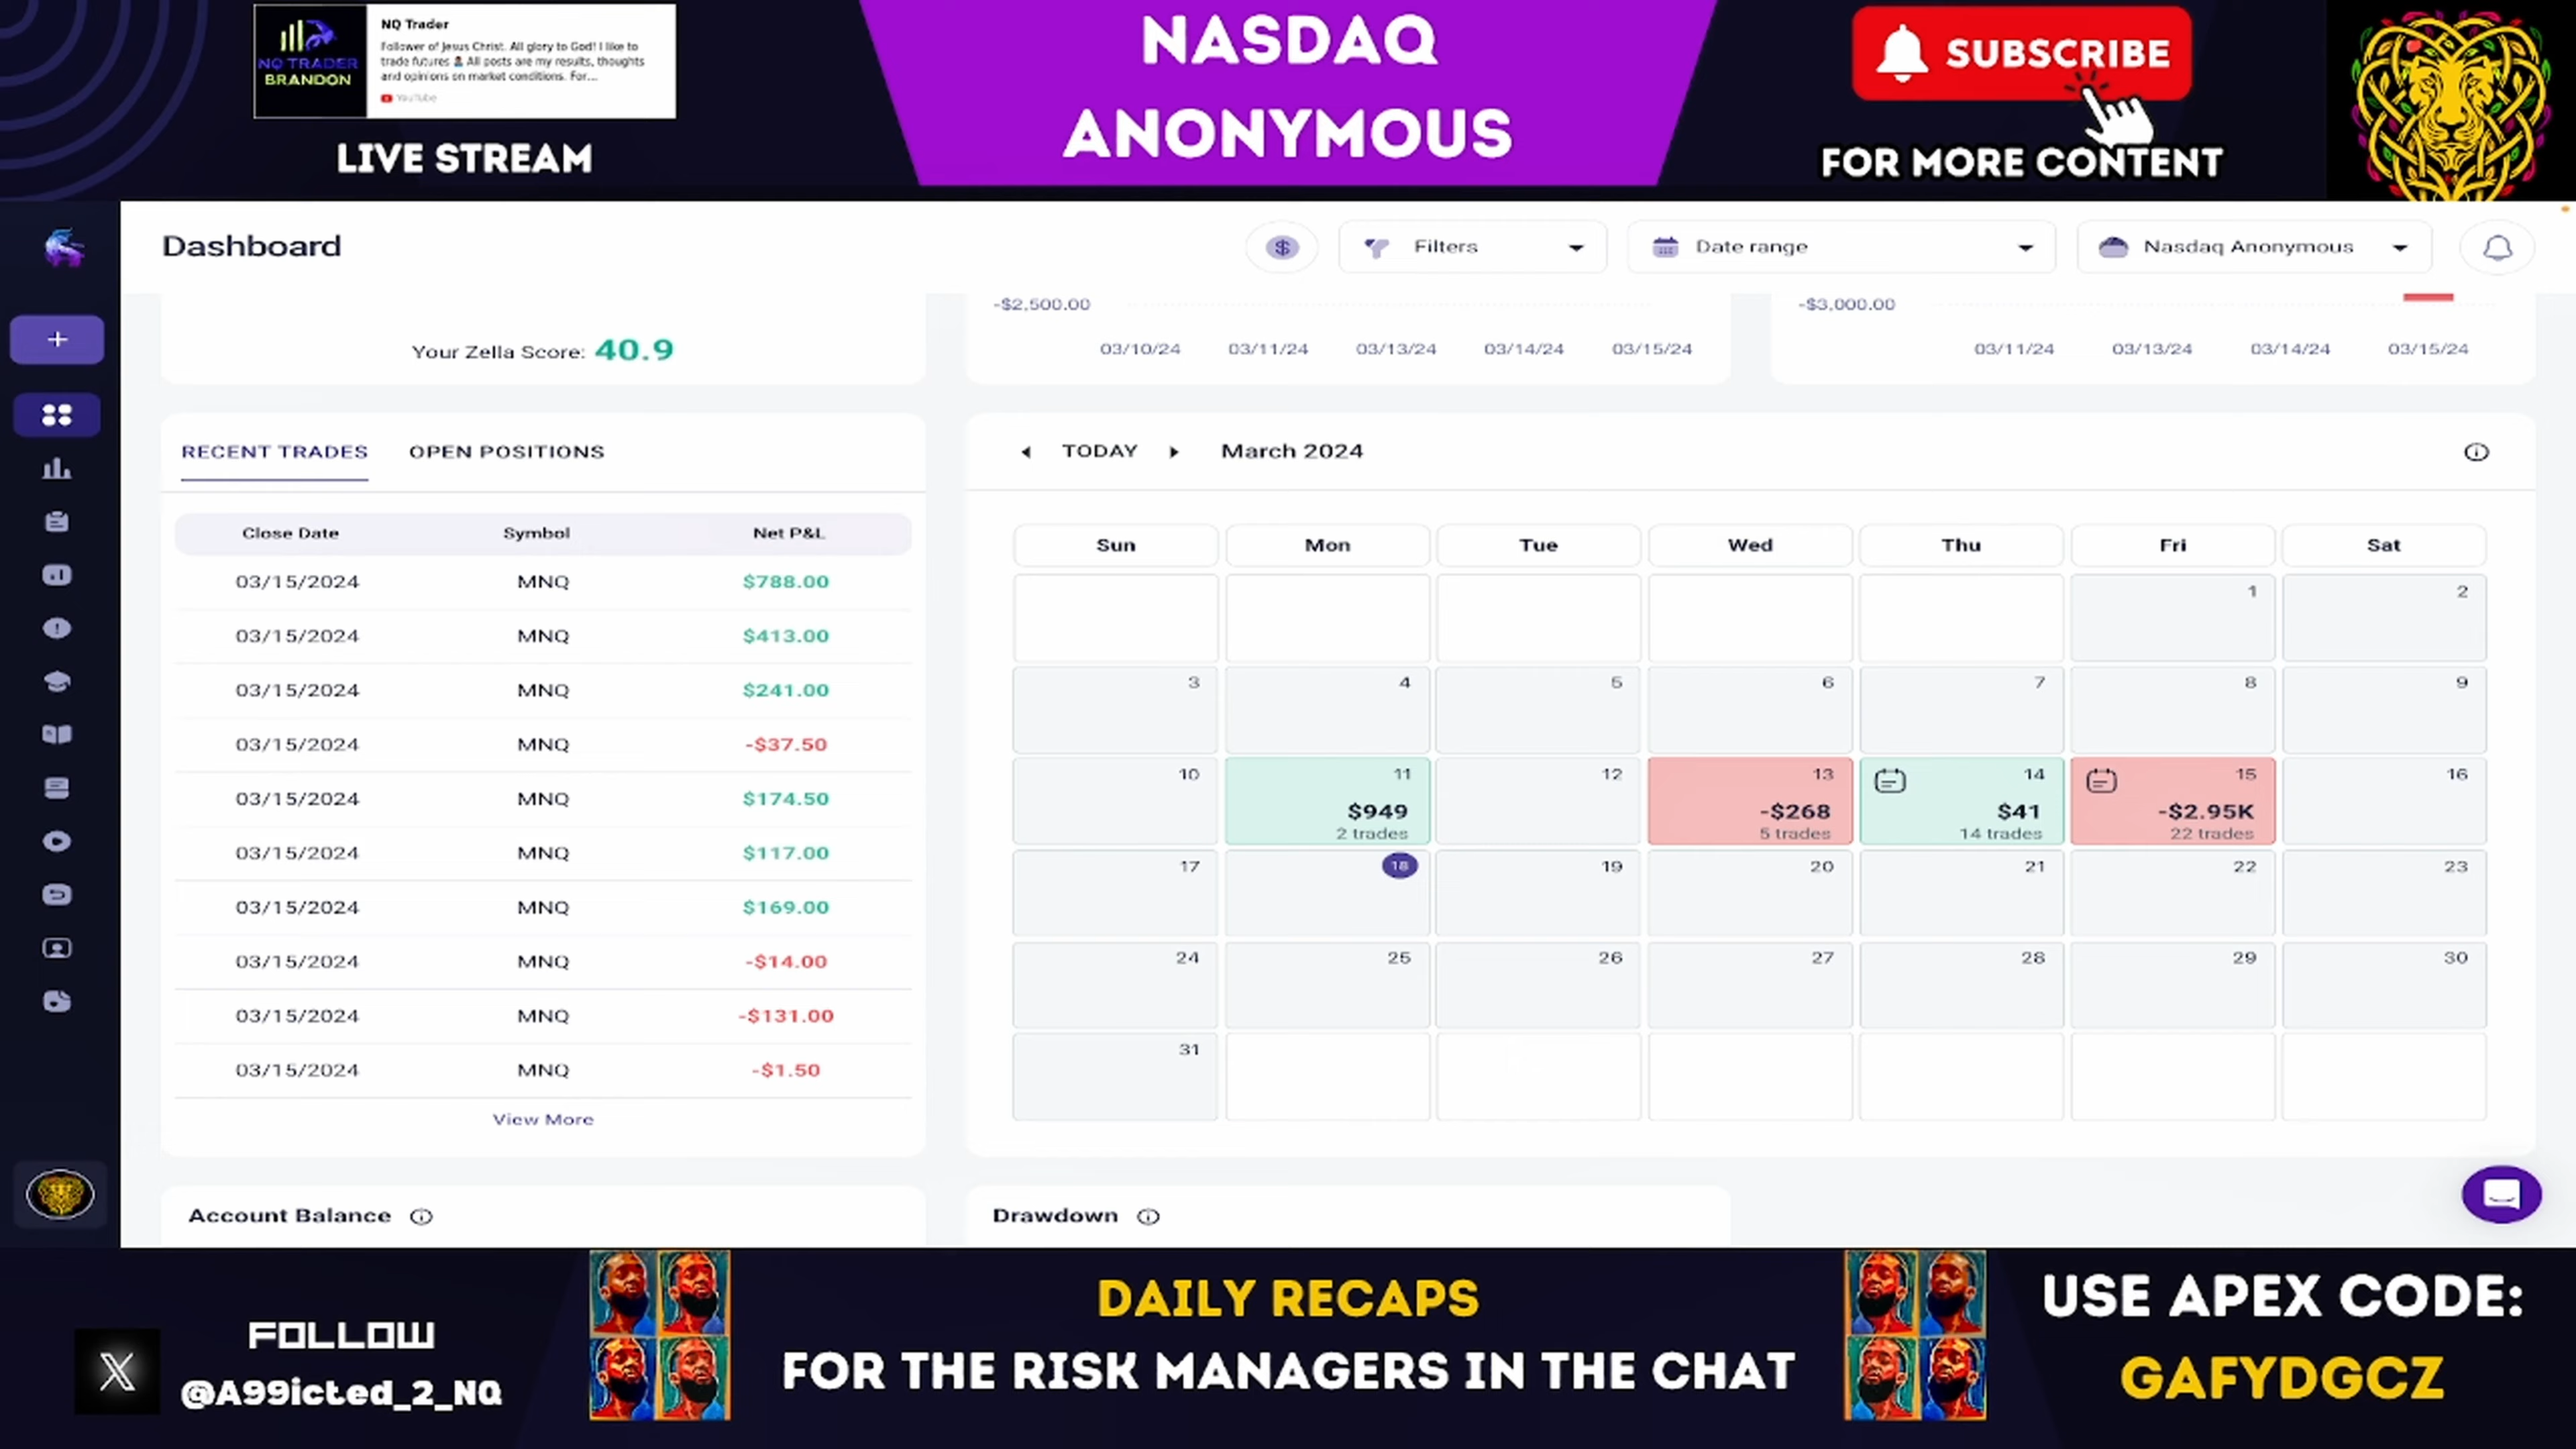 NQ Trader
Follower of Jesus Christ. All glory to God! I like to
trade futures All posts are my results, thoughts
and opinions on market conditions. For...
YouTube
NQ TRADER
BRANDON
LIVE STREAM
NASDAQ
ANONYMOUS
SUBSCRIBE
FOR MORE CONTENT
Dashboard
$
Filters
Date range
Nasdaq Anonymous
Your Zella Score: 40.9
-$2,500.00
03/10/24 03/11/24 03/13/24 03/14/24 03/15/24
-$3,000.00
03/11/24 03/13/24 03/14/24 03/15/24
RECENT TRADES OPEN POSITIONS
Close Date Symbol Net P&L
03/15/2024 MNQ $788.00
03/15/2024 MNQ $413.00
03/15/2024 MNQ $241.00
03/15/2024 MNQ -$37.50
03/15/2024 MNQ $174.50
03/15/2024 MNQ $117.00
03/15/2024 MNQ $169.00
03/15/2024 MNQ -$14.00
03/15/2024 MNQ -$131.00
03/15/2024 MNQ -$1.50
View More
TODAY March 2024
Sun Mon Tue Wed Thu Fri Sat
1 2
3 4 5 6 7 8 9
10 11 12 13 14 15 16
$949 -$268 $41 -$2.95K
2 trades 5 trades 14 trades 22 trades
17 18 19 20 21 22 23
24 25 26 27 28 29 30
31
Account Balance
Drawdown
FOLLOW
@A99icted_2_NQ
DAILY RECAPS
FOR THE RISK MANAGERS IN THE CHAT
USE APEX CODE:
GAFYDGCZ